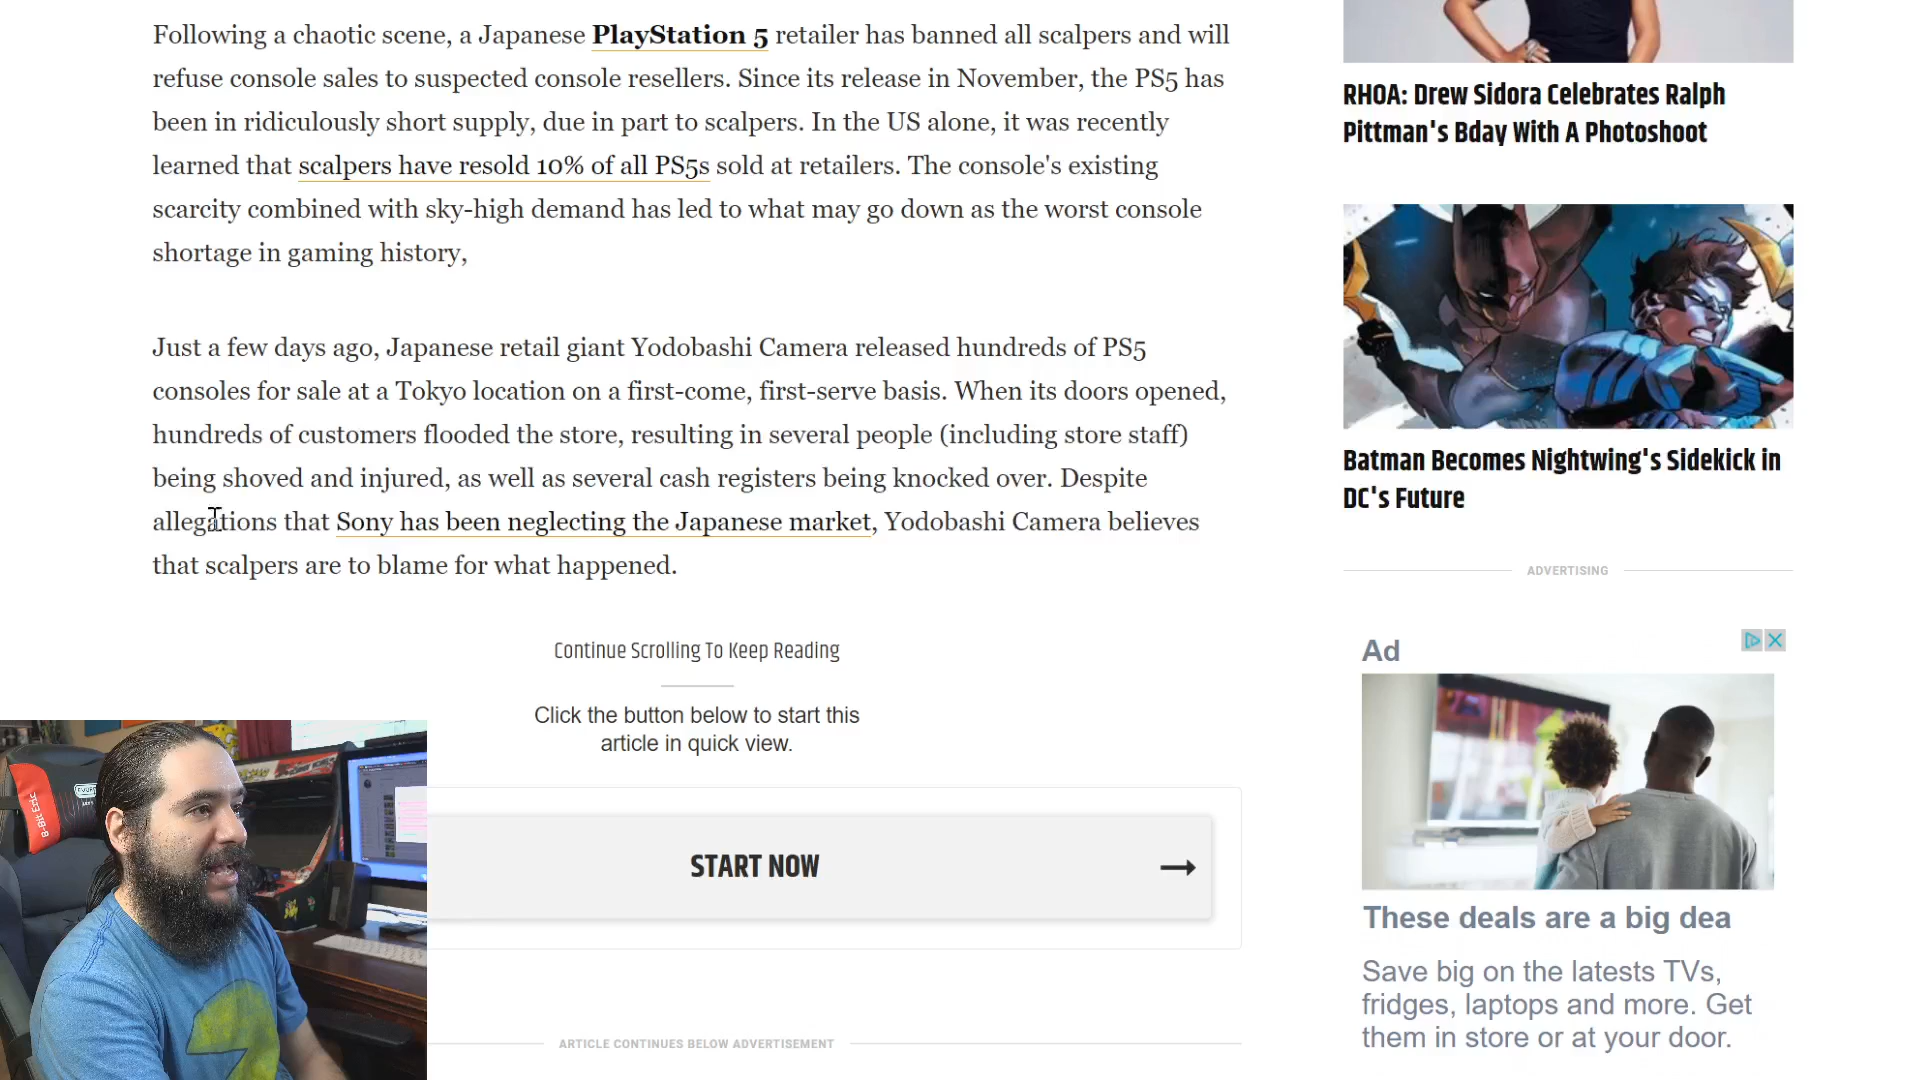 Following a chaotic scene, a Japanese PlayStation 5 retailer has banned all scalpers and will
refuse console sales to suspected console resellers. Since its release in November, the PS5 has
been in ridiculously short supply, due in part to scalpers. In the US alone, it was recently
learned that scalpers have resold 10% of all PS5s sold at retailers. The console's existing
scarcity combined with sky-high demand has led to what may go down as the worst console
shortage in gaming history,
Just a few days ago, Japanese retail giant Yodobashi Camera released hundreds of PS5
consoles for sale at a Tokyo location on a first-come, first-serve basis. When its doors opened,
hundreds of customers flooded the store, resulting in several people (including store staff)
being shoved and injured, as well as several cash registers being knocked over. Despite
allegations that Sony has been neglecting the Japanese market, Yodobashi Camera believes
that scalpers are to blame for what happened.
Continue Scrolling To Keep Reading
Click the button below to start this
article in quick view.
START NOW
ARTICLE CONTINUES BELOW ADVERTISEMENT
RHOA: Drew Sidora Celebrates Ralph
Pittman's Bday With A Photoshoot
Batman Becomes Nightwing's Sidekick in
DC's Future
ADVERTISING
Ad
These deals are a big dea
Save big on the latests TVs,
fridges, laptops and more. Get
them in store or at your door.
8-Bit Eric